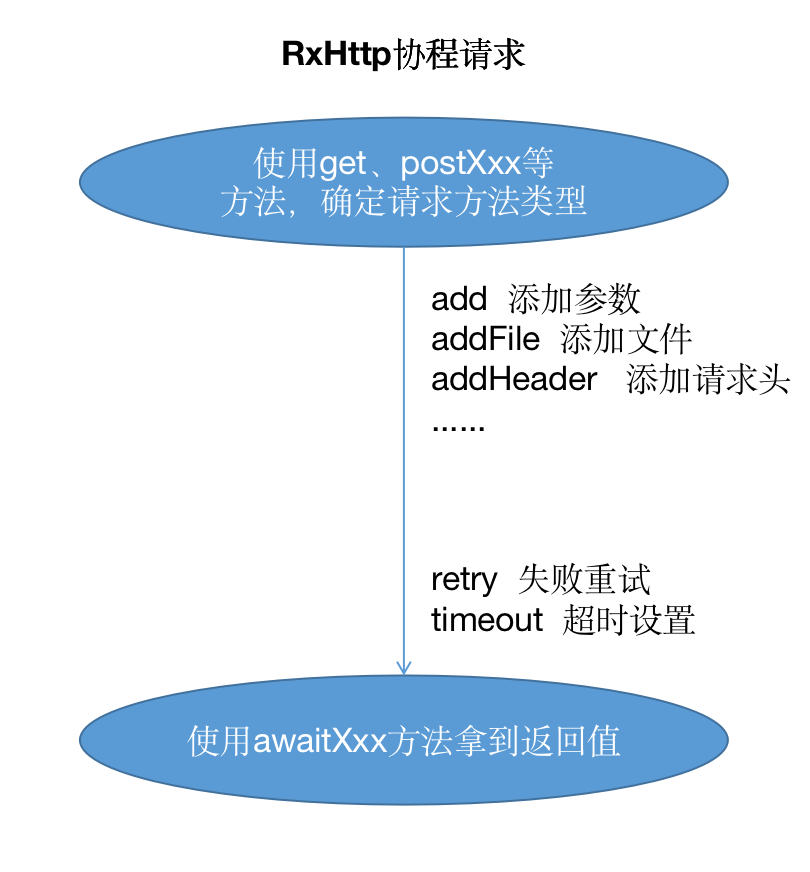 RxHttp协程请求
使用get、postXxx等
方法，确定请求方法类型
add 添加参数
addFile 添加文件
addHeader 添加请求头
......
retry 失败重试
timeout 超时设置
使用awaitXxx方法拿到返回值